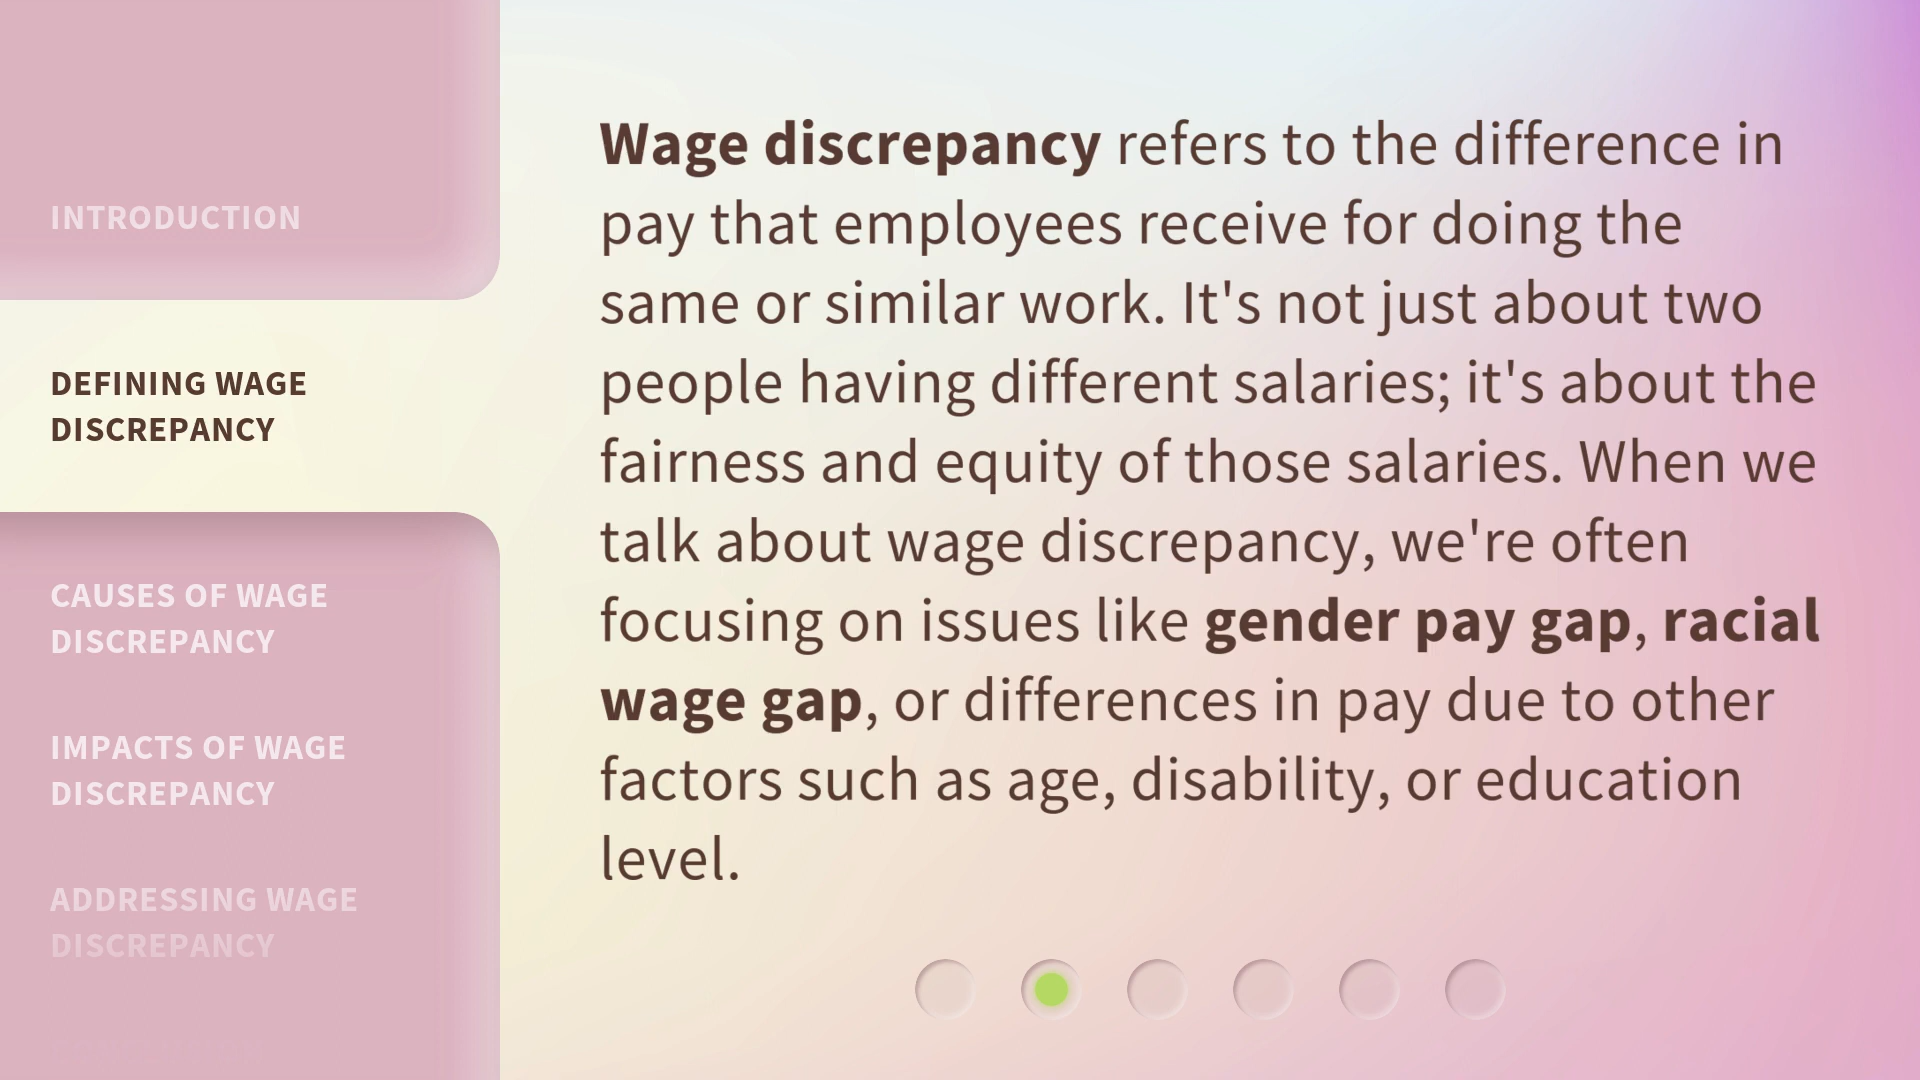 INTRODUCTION
DEFINING WAGE
DISCREPANCY
CAUSES OF WAGE
DISCREPANCY
IMPACTS OF WAGE
DISCREPANCY
ADDRESSING WAGE
DISCREPANCY
CONCLUSION
Wage discrepancy refers to the difference in
pay that employees receive for doing the
same or similar work. It's not just about two
people having different salaries; it's about the
fairness and equity of those salaries. When we
talk about wage discrepancy, we're often
focusing on issues like gender pay gap, racial
wage gap, or differences in pay due to other
factors such as age, disability, or education
level.